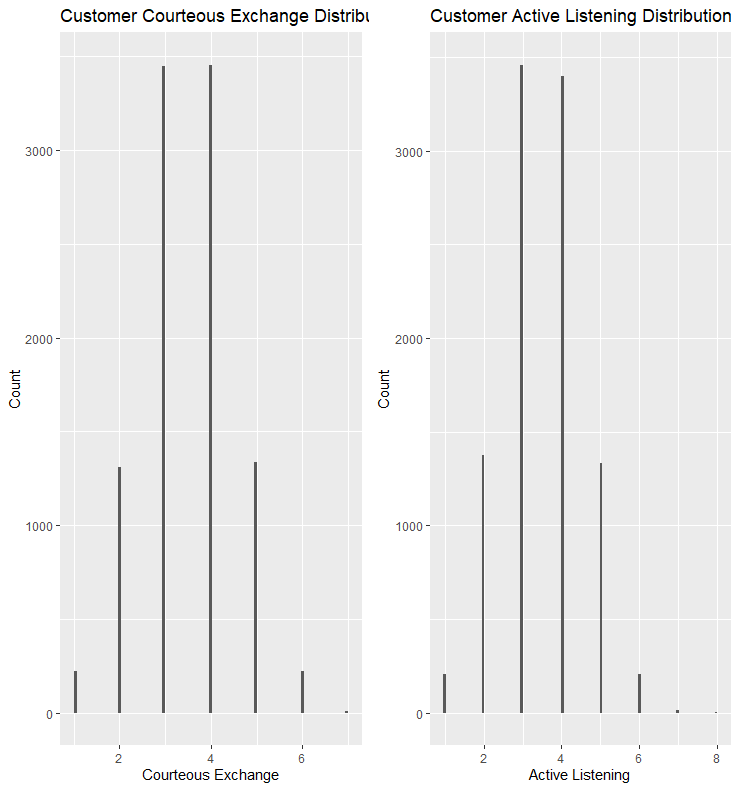 Customer Courteous Exchange Distribu
Count
3000
2000
1000
0
2
4
6
Courteous Exchange
Customer Active Listening Distribution
Count
3000
2000
1000
0
2
4
6
8
Active Listening